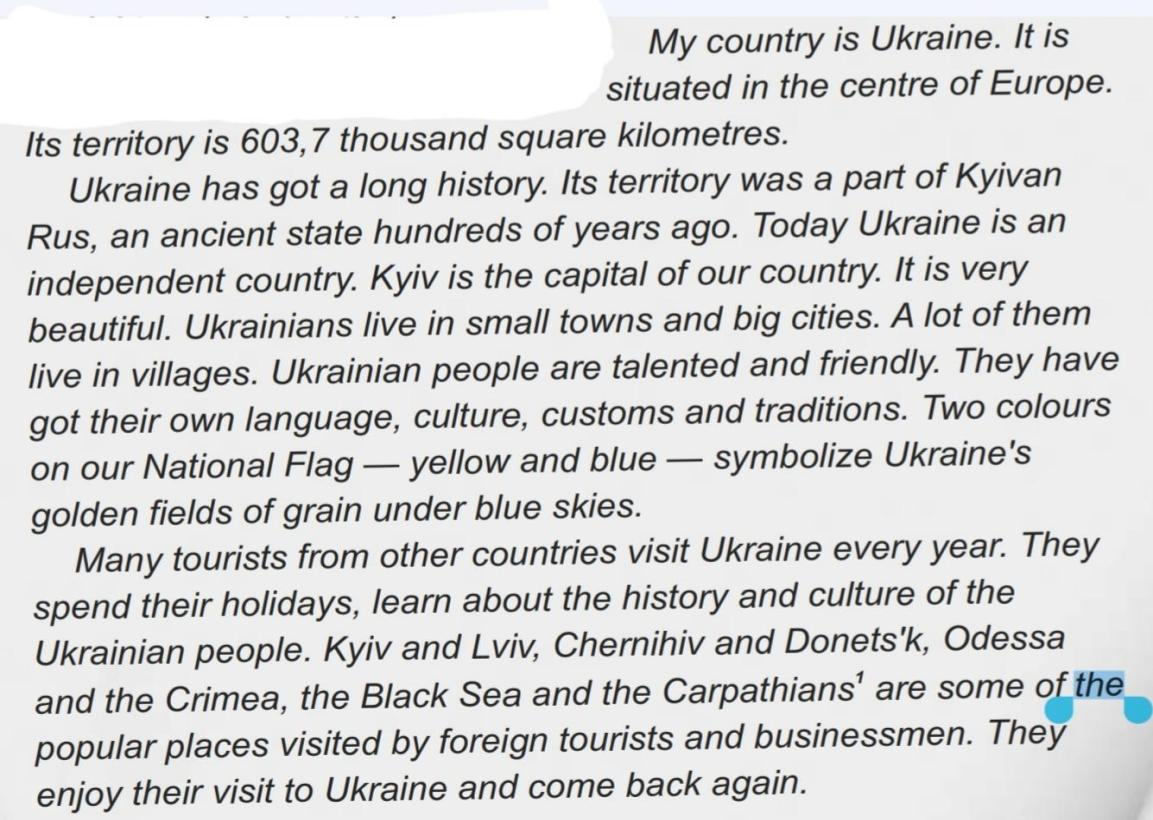 My country is Ukraine. It is
situated in the centre of Europe.
Its territory is 603,7 thousand square kilometres.
Ukraine has got a long history. Its territory was a part of Kyivan
Rus, an ancient state hundreds of years ago. Today Ukraine is an
independent country. Kyiv is the capital of our country. It is very
beautiful. Ukrainians live in small towns and big cities. A lot of them
live in villages. Ukrainian people are talented and friendly. They have
got their own language, culture, customs and traditions. Two colours
on our National Flag — yellow and blue — symbolize Ukraine's
golden fields of grain under blue skies.
Many tourists from other countries visit Ukraine every year. They
spend their holidays, learn about the history and culture of the
Ukrainian people. Kyiv and Lviv, Chernihiv and Donets'k, Odessa
and the Crimea, the Black Sea and the Carpathians¹ are some of the
popular places visited by foreign tourists and businessmen. They
enjoy their visit to Ukraine and come back again.